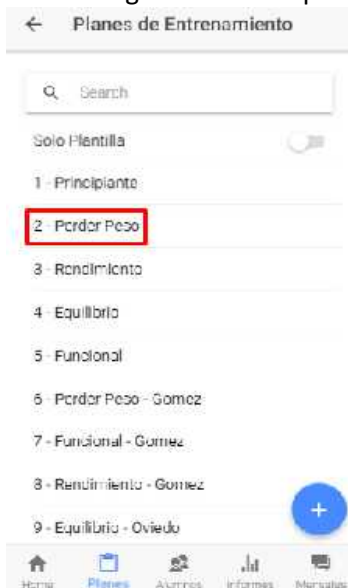 Planes de Entrenamiento
Search
Solo Plantilla
1 - Principiante
2 - Perder Peso
3 - Rendimiento
4 - Equilibrio
5 - Funcional
6 - Perder Peso - Gomez
7 - Funcional - Gomez
8 - Rendimiento - Gomez
9 - Equilibrio - Oviedo
Home Planes Alumnos Informes Mensajes